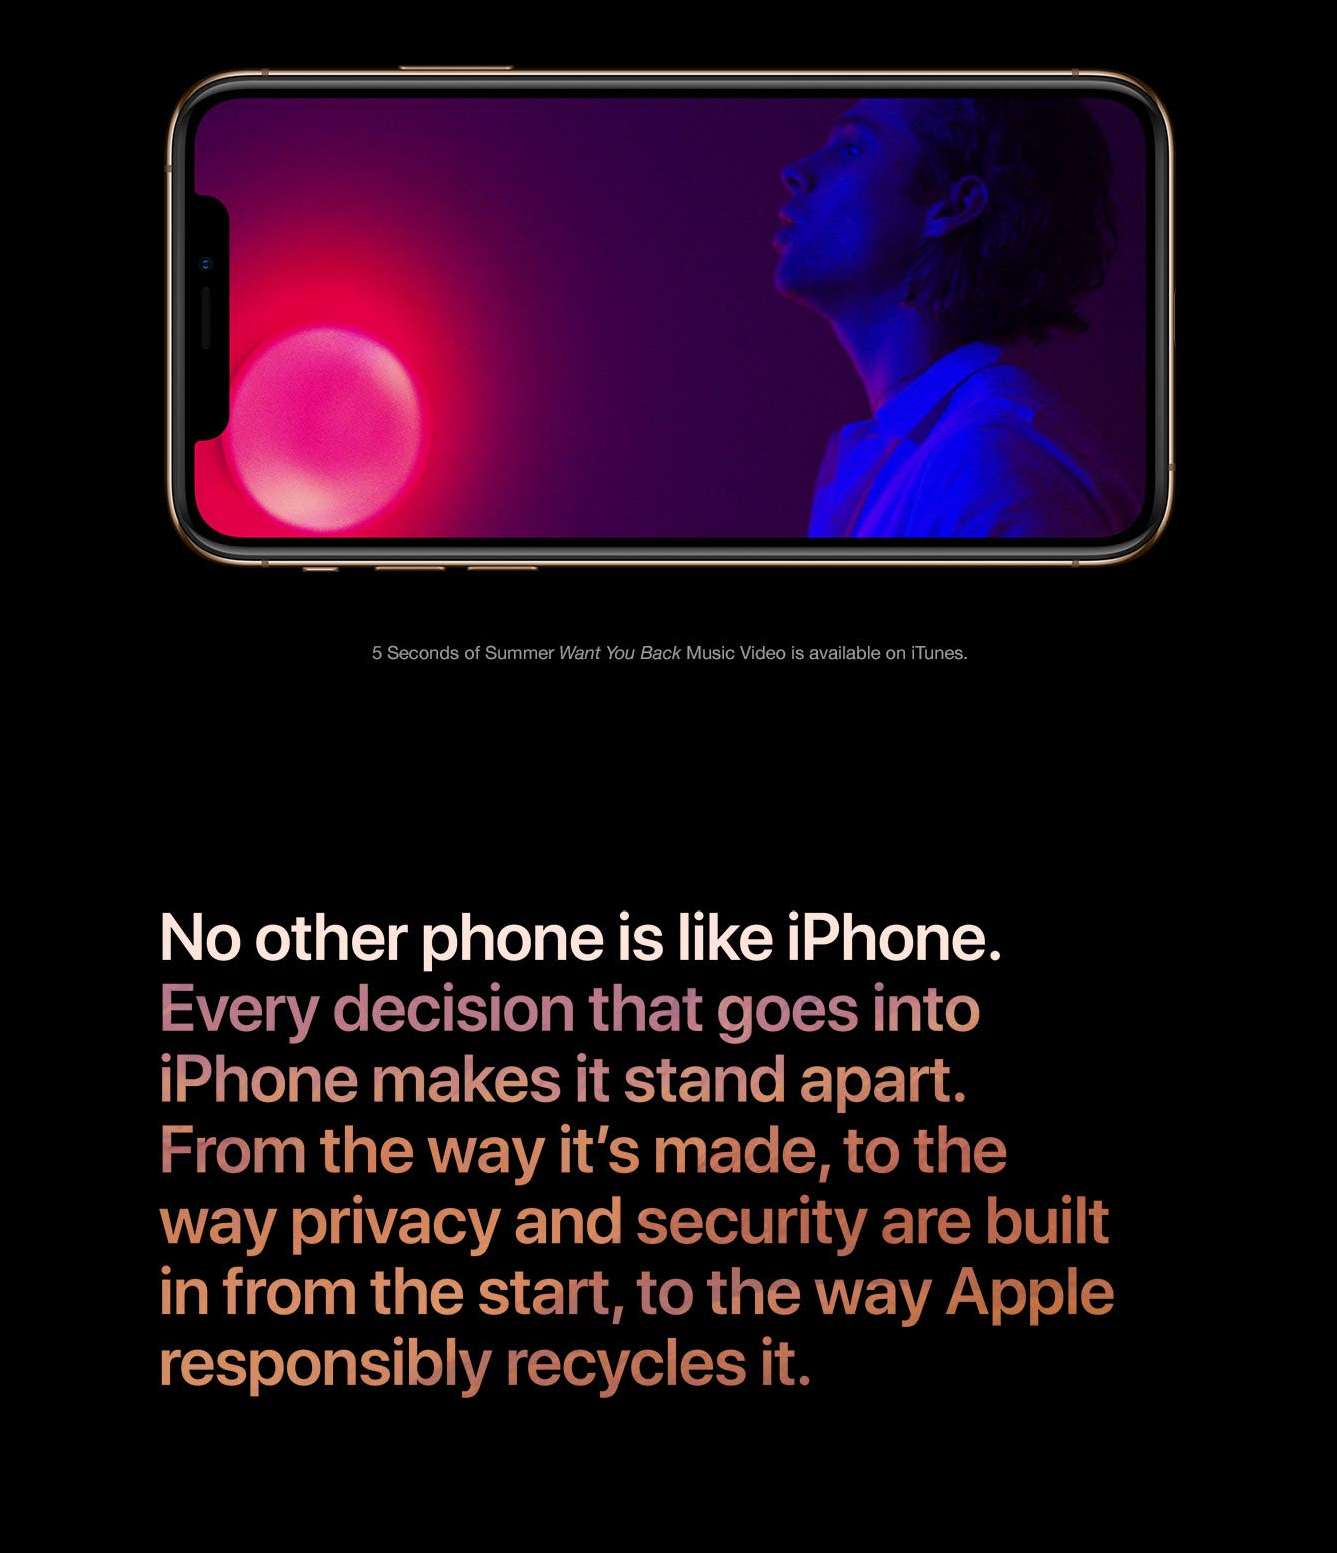 5 Seconds of Summer Want You Back Music Video is available on iTunes.
No other phone is like iPhone.
Every decision that goes into
iPhone makes it stand apart.
From the way it’s made, to the
way privacy and security are built
in from the start, to the way Apple
responsibly recycles it.